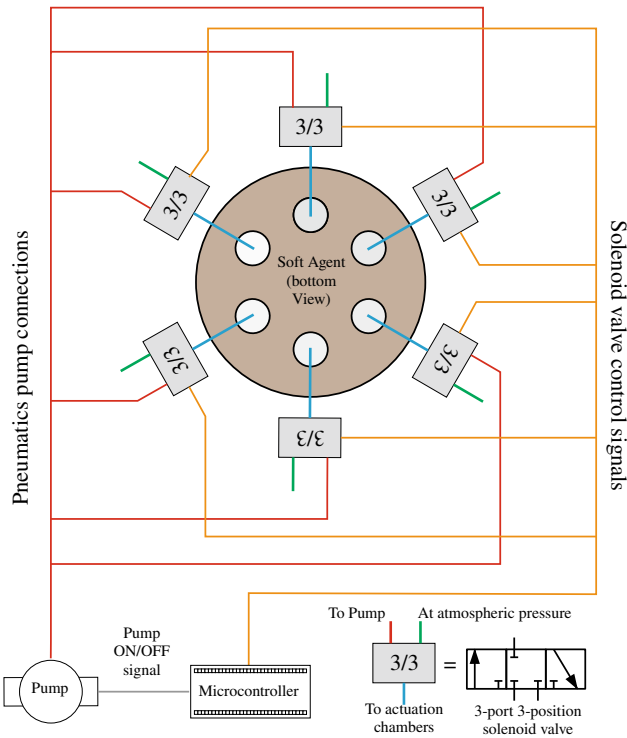 3/3
3/3
3/3
Soft Agent
(bottom
View)
Pneumatics pump connections
Solenoid valve control signals
3/3
3/3
3/3
To Pump
At atmospheric pressure
Pump
ON/OFF
signal
3/3
=
Pump
Microcontroller
To actuation
chambers
3-port 3-position
solenoid valve